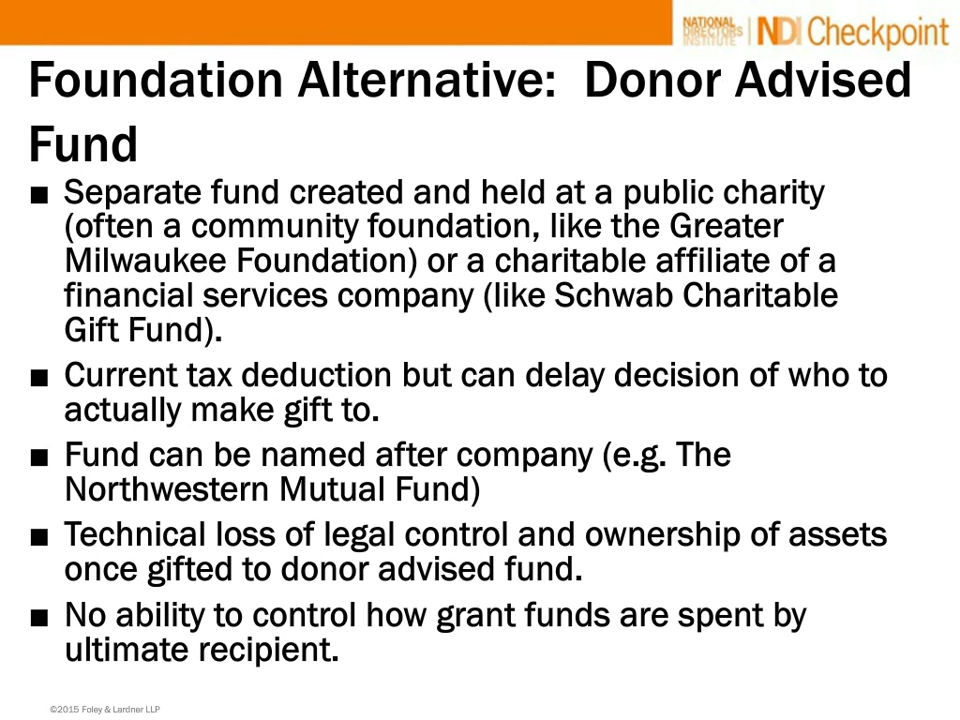 NATIONAL
DIRECTORS
INSTITUTE
NDI Checkpoint
Foundation Alternative: Donor Advised
Fund
■ Separate fund created and held at a public charity
(often a community foundation, like the Greater
Milwaukee Foundation) or a charitable affiliate of a
financial services company (like Schwab Charitable
Gift Fund).
■ Current tax deduction but can delay decision of who to
actually make gift to.
■ Fund can be named after company (e.g. The
Northwestern Mutual Fund)
■ Technical loss of legal control and ownership of assets
once gifted to donor advised fund.
■ No ability to control how grant funds are spent by
ultimate recipient.
©2015 Foley & Lardner LLP